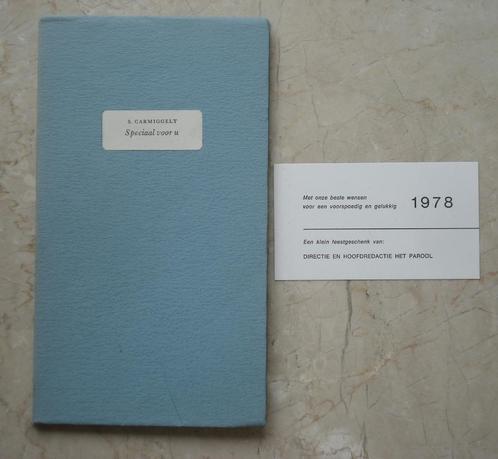 S. CARMIGGELT
Speciaal voor u
Met onze beste wensen
voor een voorspoedig en gelukkig 1978
Een klein feestgeschenk van:
DIRECTIE EN HOOFDREDACTIE HET PAROOL